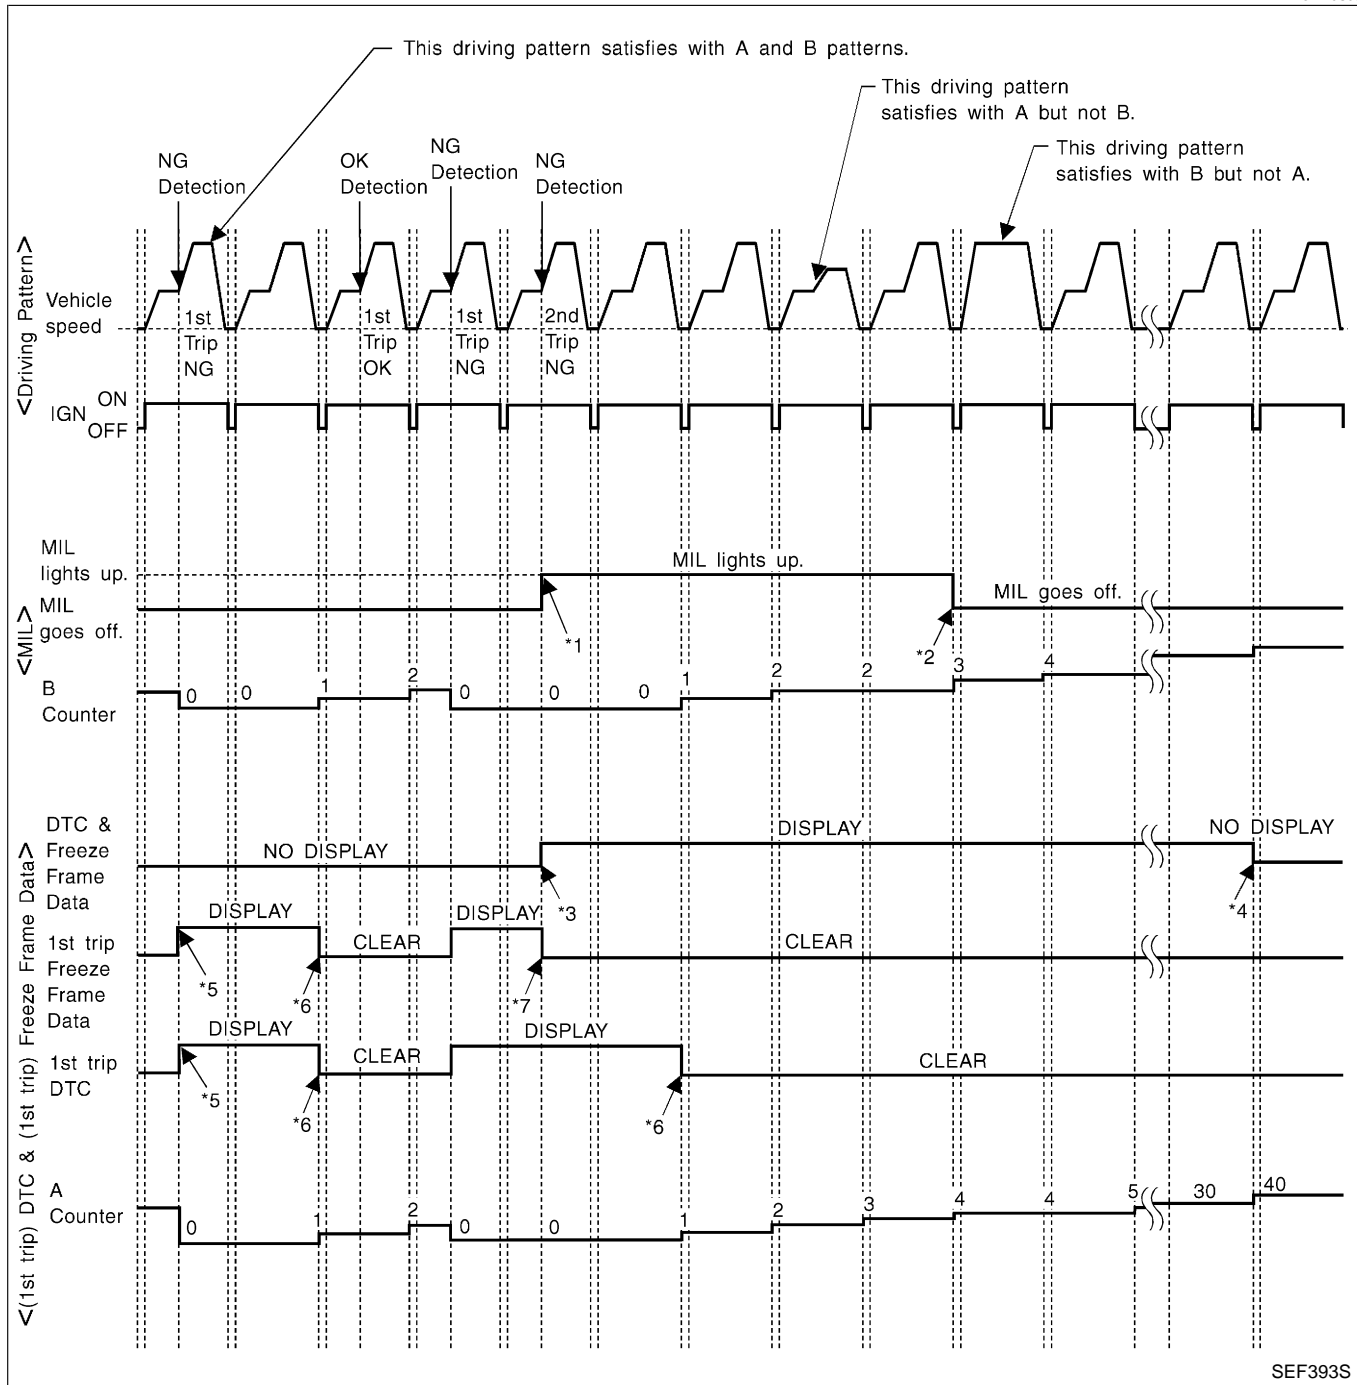 This driving pattern satisfies with A and B patterns.
This driving pattern
satisfies with A but not B.
This driving pattern
satisfies with B but not A.
NG
Detection
OK
Detection
NG
Detection
NG
Detection
<Driving Pattern>
Vehicle
speed
1st
Trip
NG
1st
Trip
OK
1st
Trip
NG
2nd
Trip
NG
IGN
ON
OFF
<MIL>
MIL
lights up.
MIL
goes off.
MIL lights up.
MIL goes off.
*1
*2
B
Counter
0 0 1 2 0 0 0 1 2 2 3 4
<(1st trip) DTC & (1st trip) Freeze Frame Data>
DTC &
Freeze
Frame
Data
NO DISPLAY
DISPLAY
NO DISPLAY
*3
*4
1st trip
Freeze
Frame
Data
DISPLAY
CLEAR
DISPLAY
CLEAR
*5
*6
*7
1st trip
DTC
DISPLAY
CLEAR
DISPLAY
CLEAR
*5
*6
*6
A
Counter
0 1 2 0 0 1 2 3 4 4 5 30 40
SEF393S